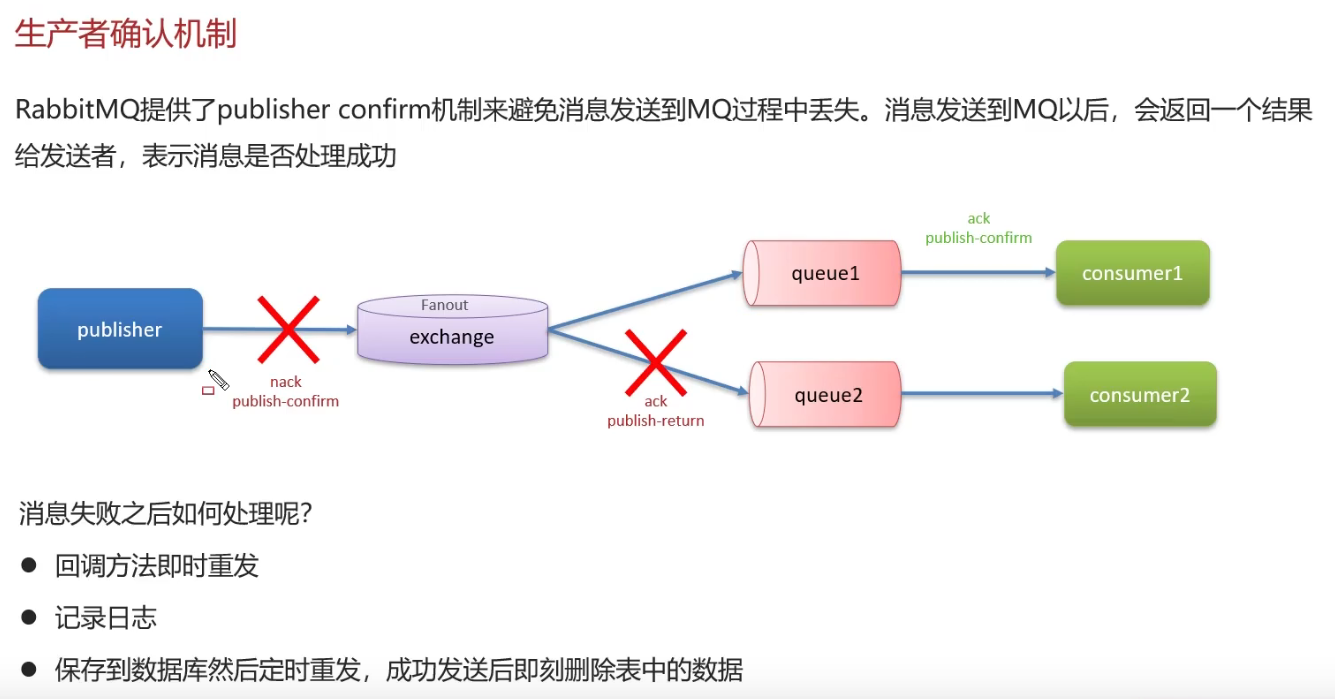 生产者确认机制
RabbitMQ提供了publisher confirm机制来避免消息发送到MQ过程中丢失。消息发送到MQ以后，会返回一个结果
给发送者，表示消息是否处理成功
ack
publish-confirm
queue1
consumer1
publisher
Fanout
exchange
nack
publish-confirm
ack
publish-return
queue2
consumer2
消息失败之后如何处理呢？
● 回调方法即时重发
● 记录日志
● 保存到数据库然后定时重发，成功发送后即刻删除表中的数据